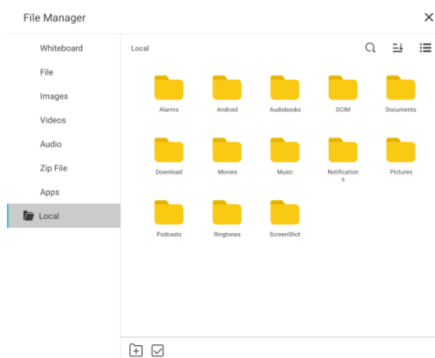 File Manager
Whiteboard
File
Images
Videos
Audio
Zip File
Apps
Local
Local
Alarms
Android
Audiobooks
DCIM
Documents
Download
Movies
Music
Notification
s
Pictures
Podcasts
Ringtones
ScreenShot